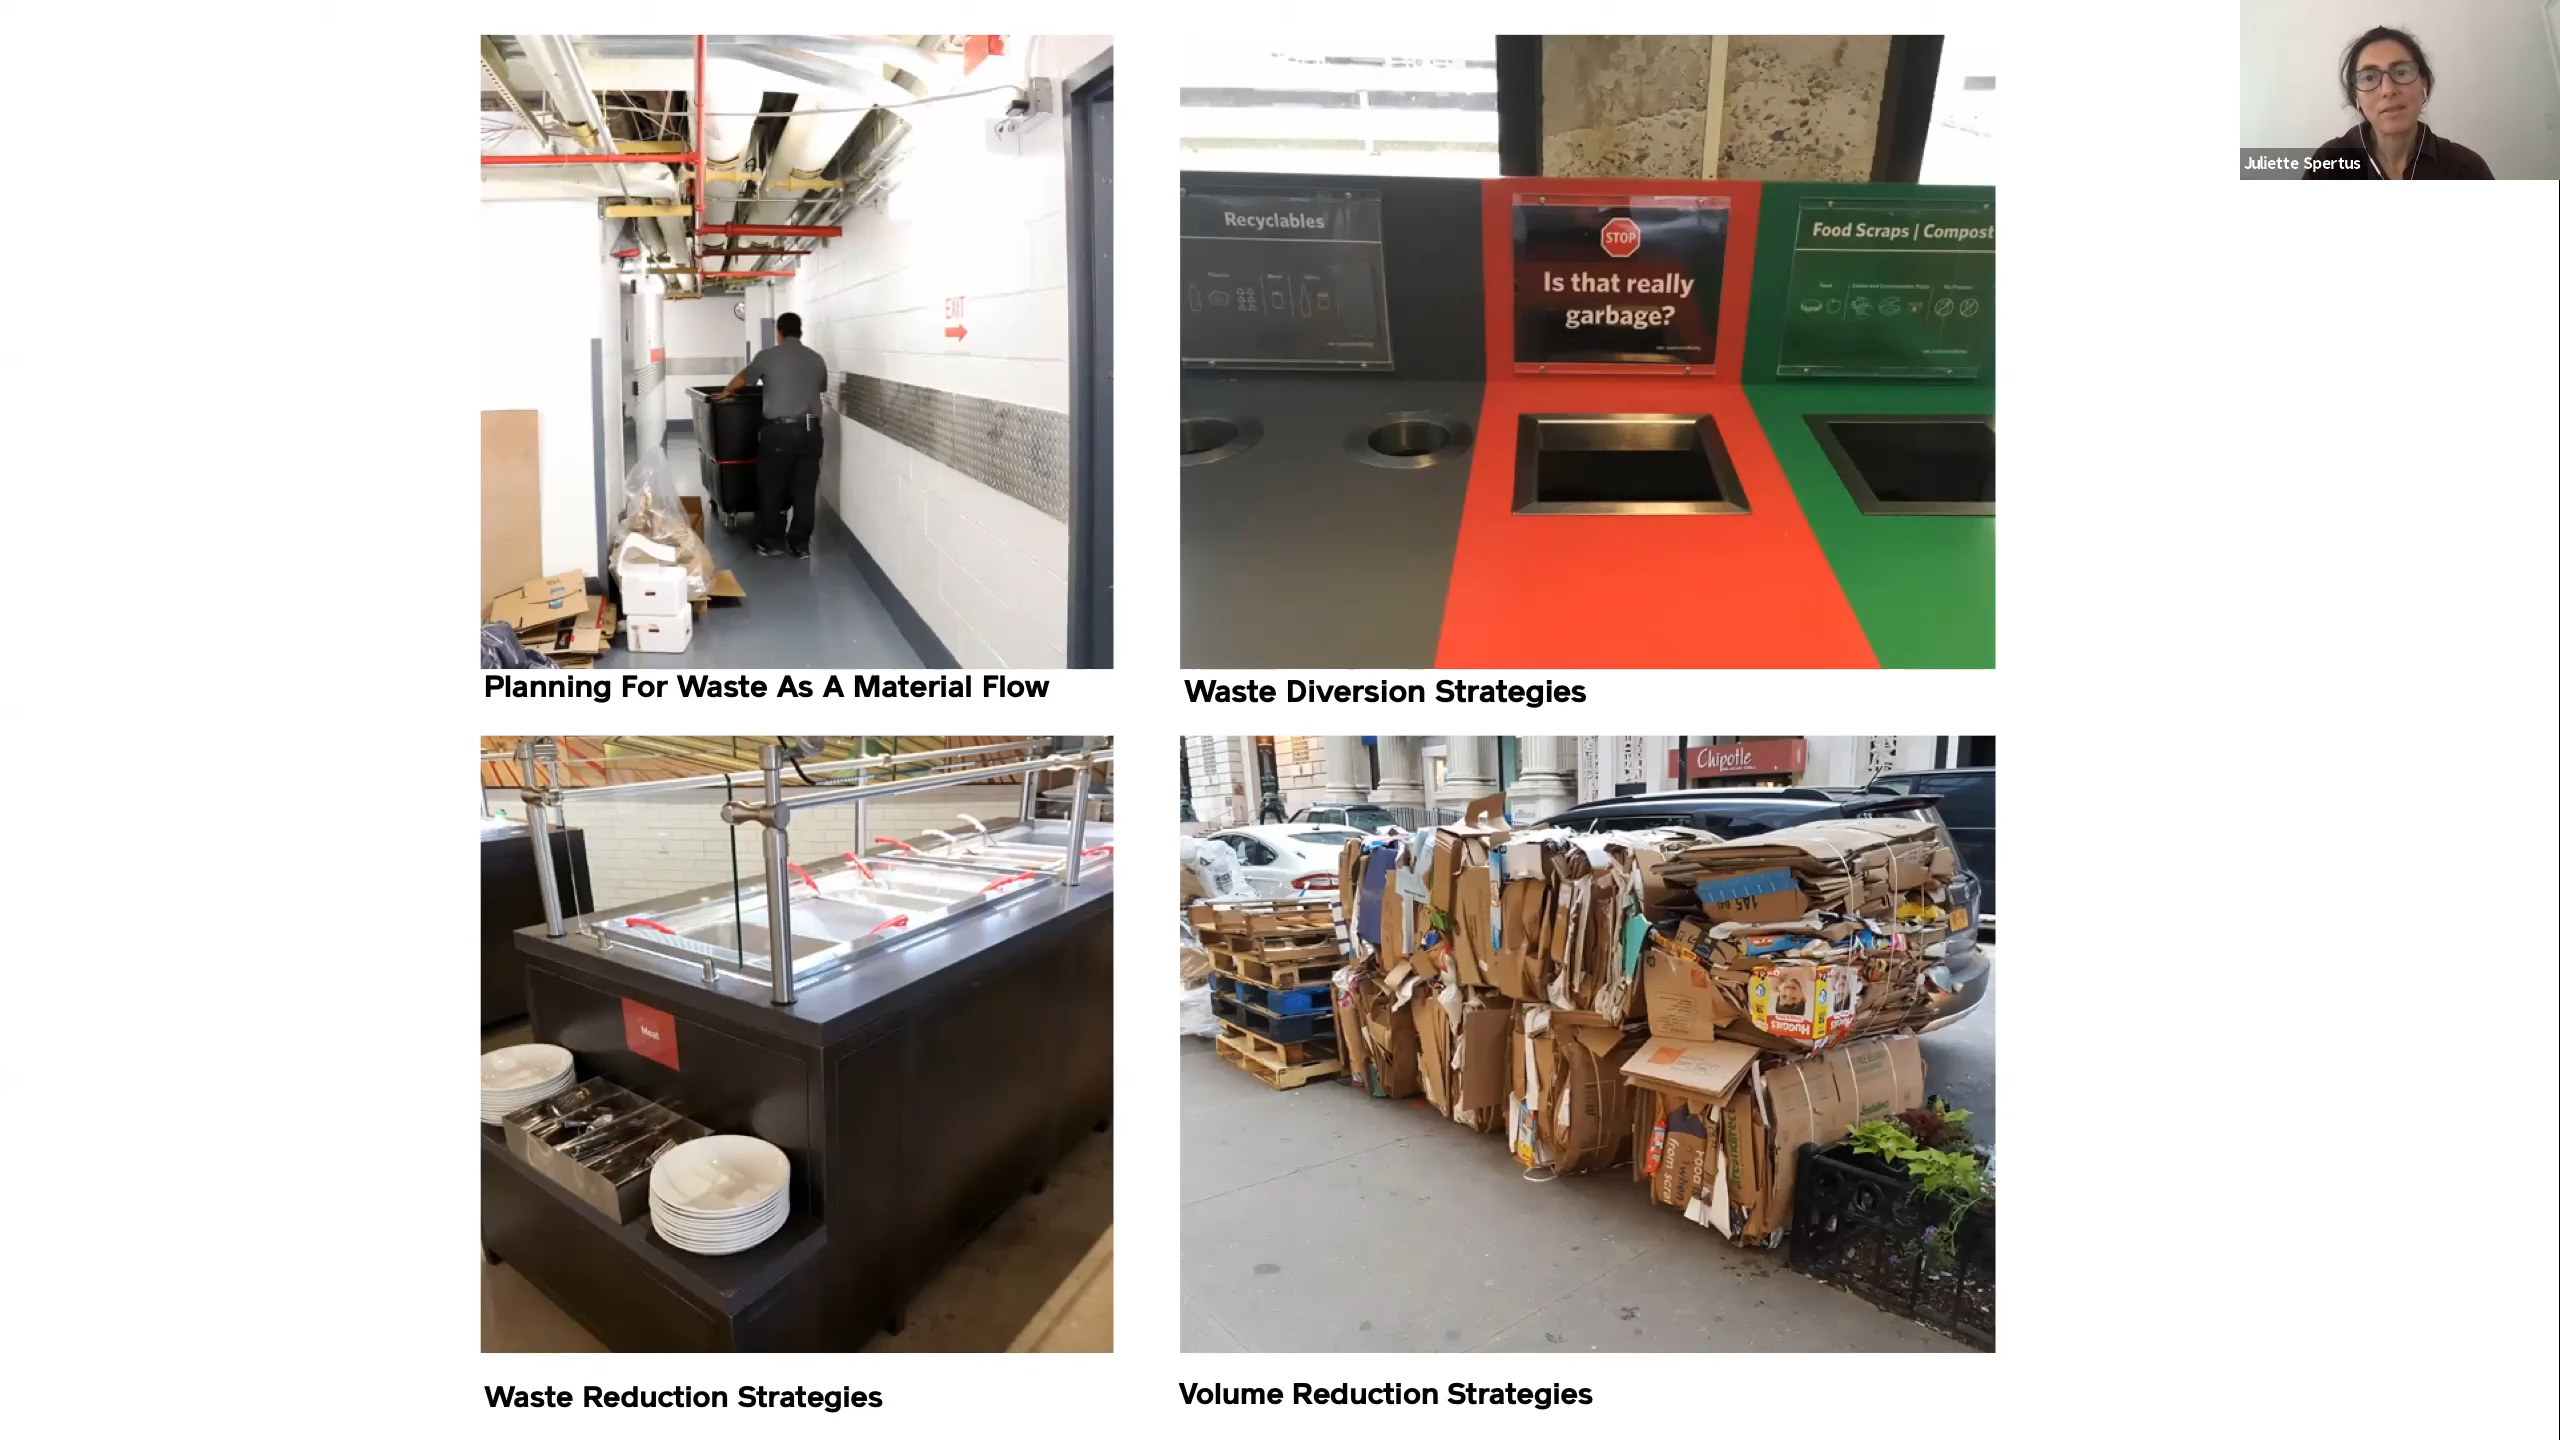 Juliette Spertus
EXIT
Recyclables
STOP
Is that really
garbage?
Food Scraps | Compost
Planning For Waste As A Material Flow
Waste Diversion Strategies
Meat
Chipotle
HUGGIES
Waste Reduction Strategies
Volume Reduction Strategies